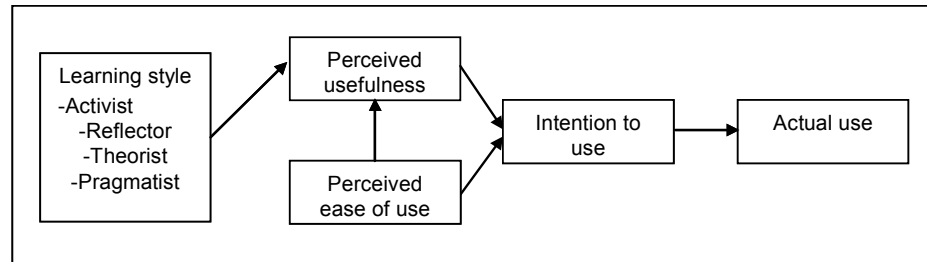 Learning style
-Activist
-Reflector
-Theorist
-Pragmatist
Perceived
usefulness
Perceived
ease of use
Intention to
use
Actual use